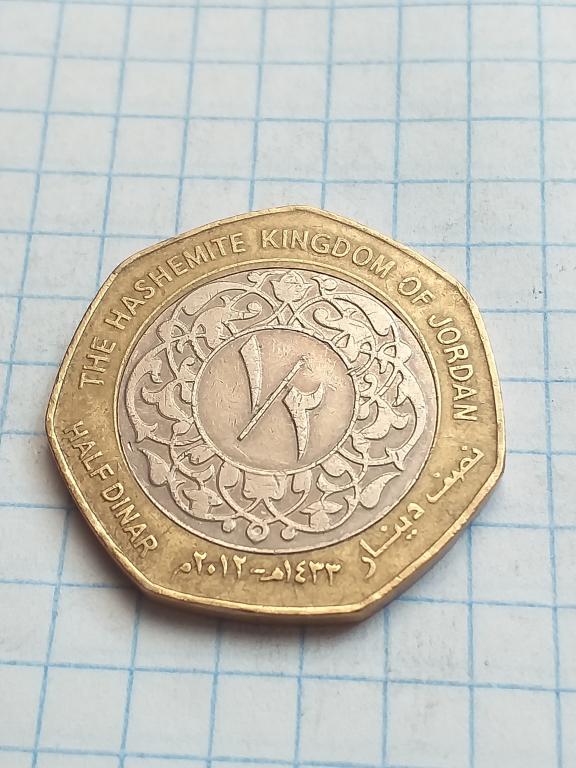 THE HASHEMITE KINGDOM OF JORDAN
١/٢
HALF DINAR
نصف دينار
١٤٣٣هـ - ٢٠١٢م